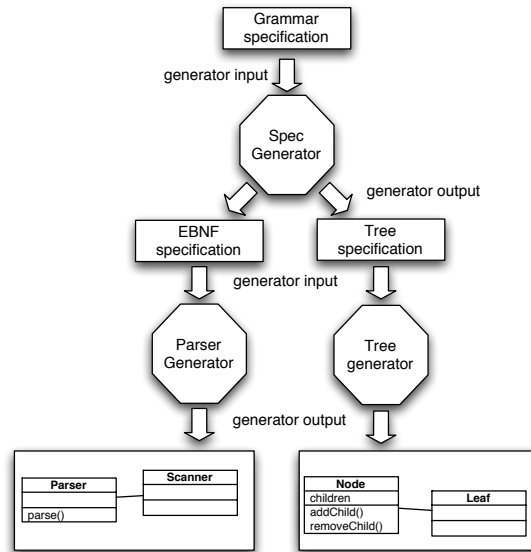 Grammar
specification
generator input
Spec
Generator
generator output
EBNF
specification
Tree
specification
generator input
Parser
Generator
Tree
generator
generator output
Parser
parse()
Scanner
Node
children
addChild()
removeChild()
Leaf